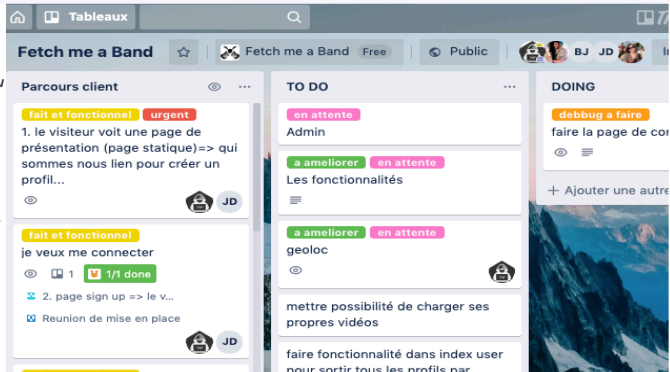 Tableaux
Fetch me a Band
Fetch me a Band Free
Public
BJ JD
Parcours client
fait et fonctionnel urgent
1. le visiteur voit une page de
présentation (page statique)=> qui
sommes nous lien pour créer un
profil...
JD
fait et fonctionnel
je veux me connecter
1 1/1 done
2. page sign up => le v...
Reunion de mise en place
JD
TO DO
en attente
Admin
a ameliorer en attente
Les fonctionnalités
a ameliorer en attente
geoloc
mettre possibilité de charger ses
propres vidéos
faire fonctionnalité dans index user
pour sortir tous les profils par
DOING
debbug a faire
faire la page de co
+ Ajouter une autre